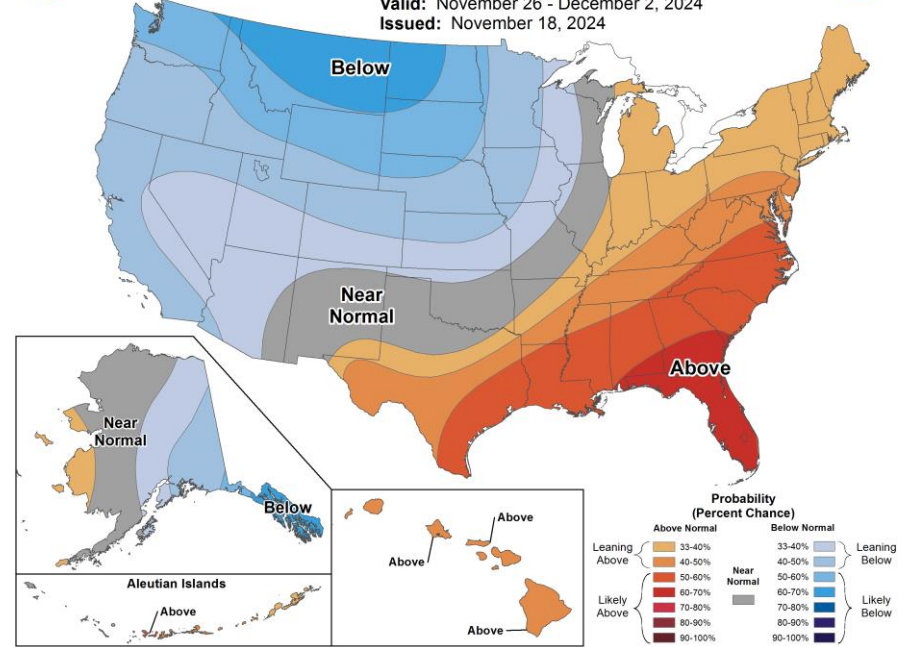 Valid: November 26 - December 2, 2024
Issued: November 18, 2024
Below
Near
Normal
Above
Near
Normal
Below
Aleutian Islands
Above
Above
Above
Above
Probability
(Percent Chance)
Above Normal
Below Normal
Leaning
Above
33-40%
40-50%
Likely
Above
50-60%
60-70%
70-80%
80-90%
90-100%
Near
Normal
33-40%
40-50%
Leaning
Below
50-60%
60-70%
70-80%
80-90%
90-100%
Likely
Below